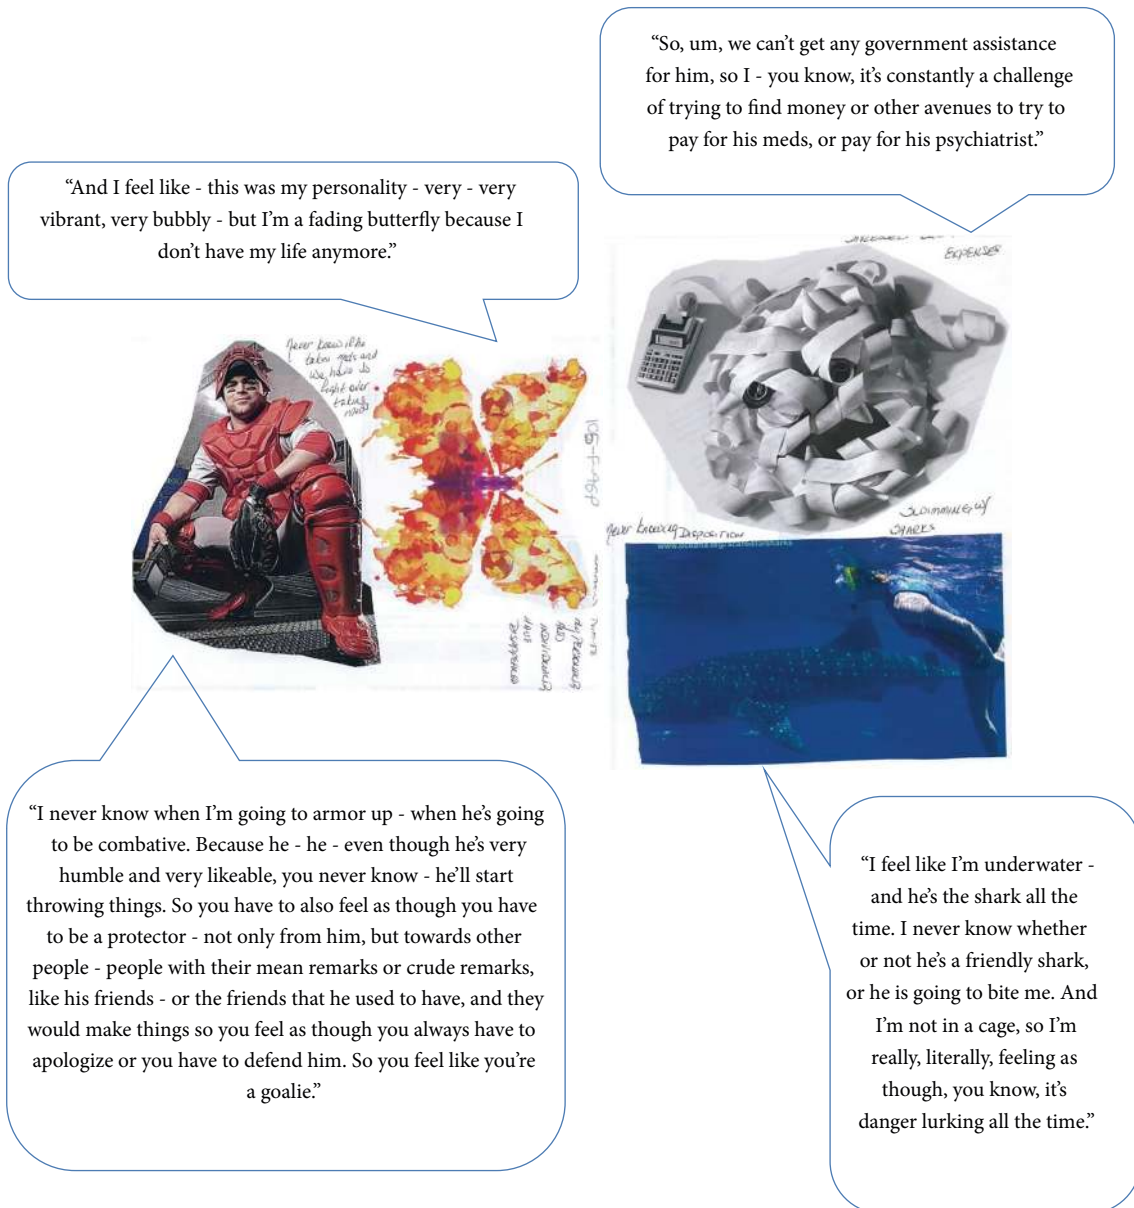 “So, um, we can’t get any government assistance
for him, so I - you know, it’s constantly a challenge
of trying to find money or other avenues to try to
pay for his meds, or pay for his psychiatrist.”
“And I feel like - this was my personality - very - very
vibrant, very bubbly - but I’m a fading butterfly because I
don’t have my life anymore.”
EXPENSES
Never know if he
takes meds and
we have to
fight over
taking
meds
105-F-96P
MY PERSONALITY
AND
INDIVIDUALITY
HAVE
DISAPPEARED
SWIMMING W/
SHARKS
Never knowing DISPOSITION
“I never know when I’m going to armor up - when he’s going
to be combative. Because he - he - even though he’s very
humble and very likeable, you never know - he’ll start
throwing things. So you have to also feel as though you have
to be a protector - not only from him, but towards other
people - people with their mean remarks or crude remarks,
like his friends - or the friends that he used to have, and they
would make things so you feel as though you always have to
apologize or you have to defend him. So you feel like you’re
a goalie.”
“I feel like I’m underwater -
and he’s the shark all the
time. I never know whether
or not he’s a friendly shark,
or he is going to bite me. And
I’m not in a cage, so I’m
really, literally, feeling as
though, you know, it’s
danger lurking all the time.”